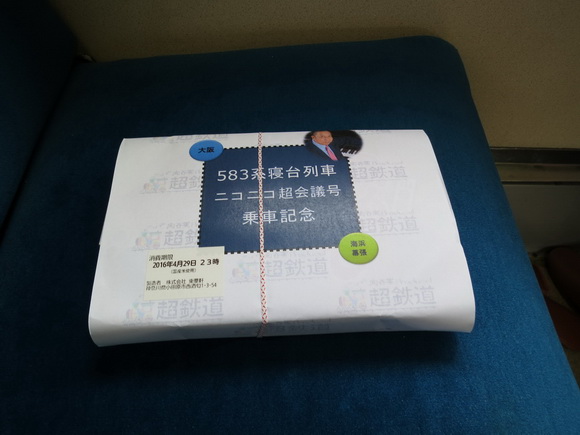 大阪
583系寝台列車
ニコニコ超会議号
乗車記念
海浜
幕張
消費期限
2016年4月29日 23時
超鉄道
超鉄道
超鉄道
超鉄道